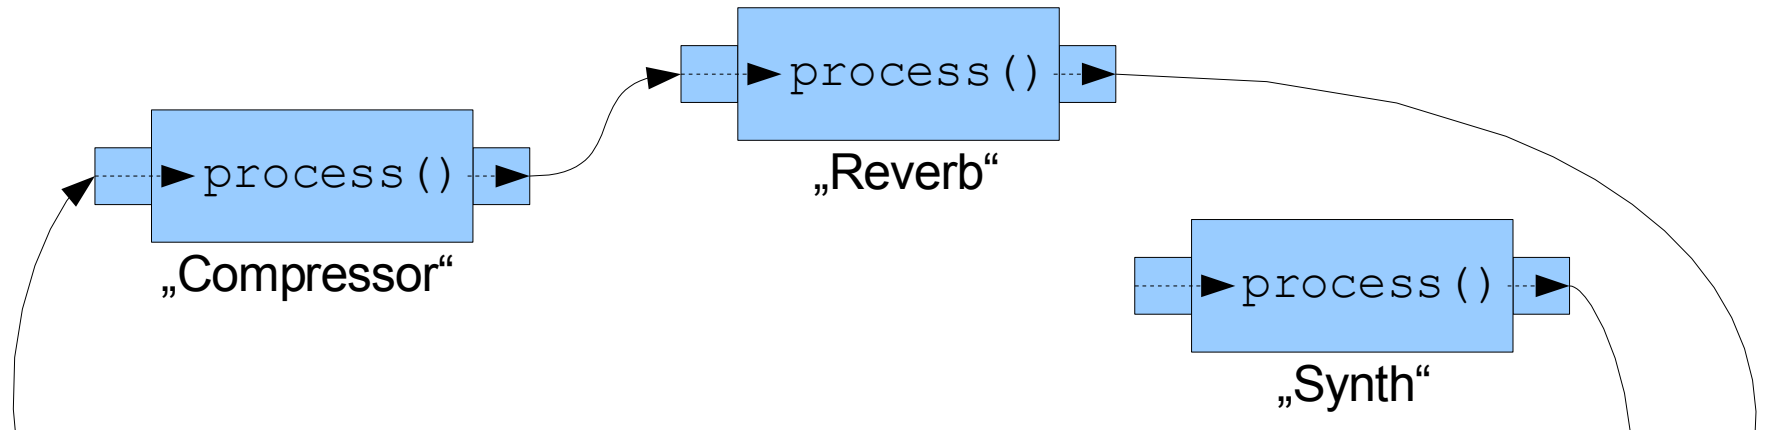 process()
„Reverb“
process()
„Compressor“
process()
„Synth“